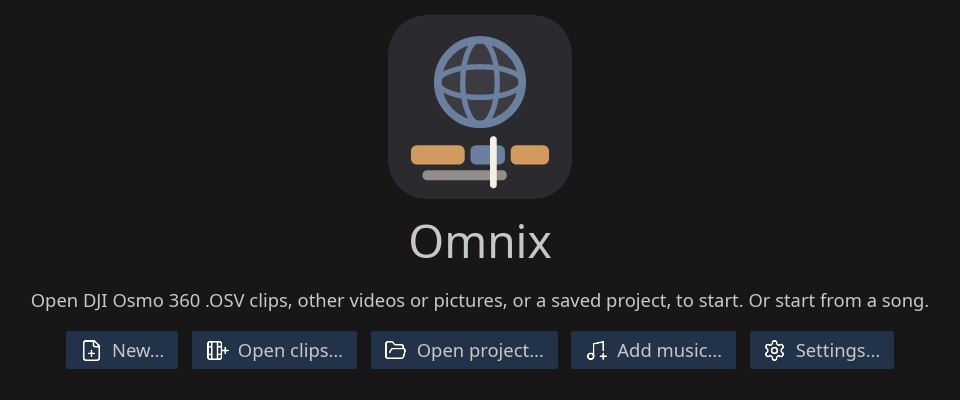 Omnix
Open DJI Osmo 360 .OSV clips, other videos or pictures, or a saved project, to start. Or start from a song.
New... Open clips... Open project... Add music... Settings...